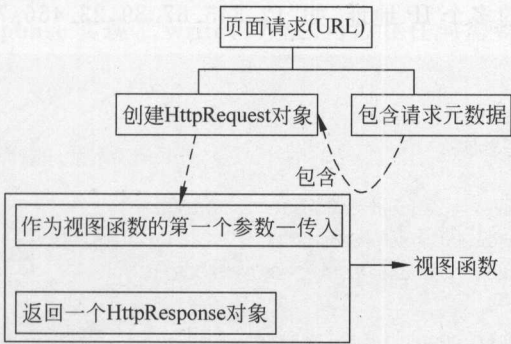 页面请求(URL)
创建HttpRequest对象
包含请求元数据
包含
作为视图函数的第一个参数一传入
视图函数
返回一个HttpResponse对象